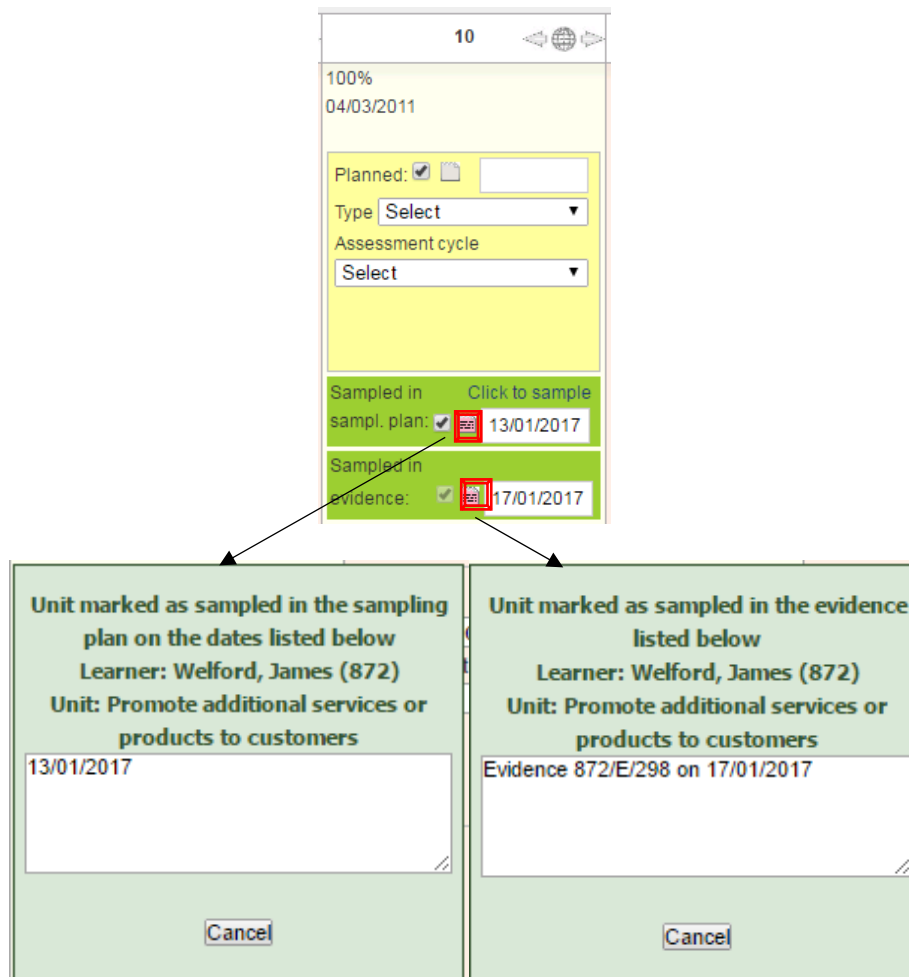 10
100%
04/03/2011
Planned:
Type Select
Assessment cycle
Select
Sampled in Click to sample
sampl. plan: 13/01/2017
Sampled in
evidence: 17/01/2017
Unit marked as sampled in the sampling
plan on the dates listed below
Learner: Welford, James (872)
Unit: Promote additional services or
products to customers
13/01/2017
Cancel
Unit marked as sampled in the evidence
listed below
Learner: Welford, James (872)
Unit: Promote additional services or
products to customers
Evidence 872/E/298 on 17/01/2017
Cancel